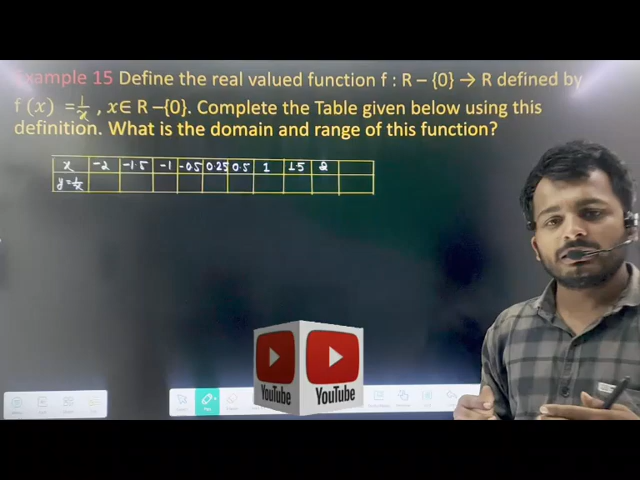 Example 15 Define the real valued function f : R – {0} → R defined by
f (x) = 1/x , x∈ R –{0}. Complete the Table given below using this
definition. What is the domain and range of this function?
x -2 -1.5 -1 -0.5 0.25 0.5 1 1.5 2
y = 1/x
YouTube YouTube